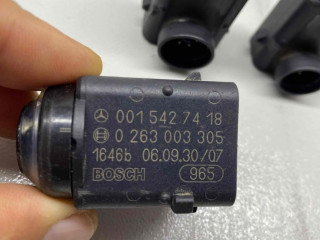 001 542 74 18
0 263 003 305
1646b 06.09.30/07
BOSCH 965